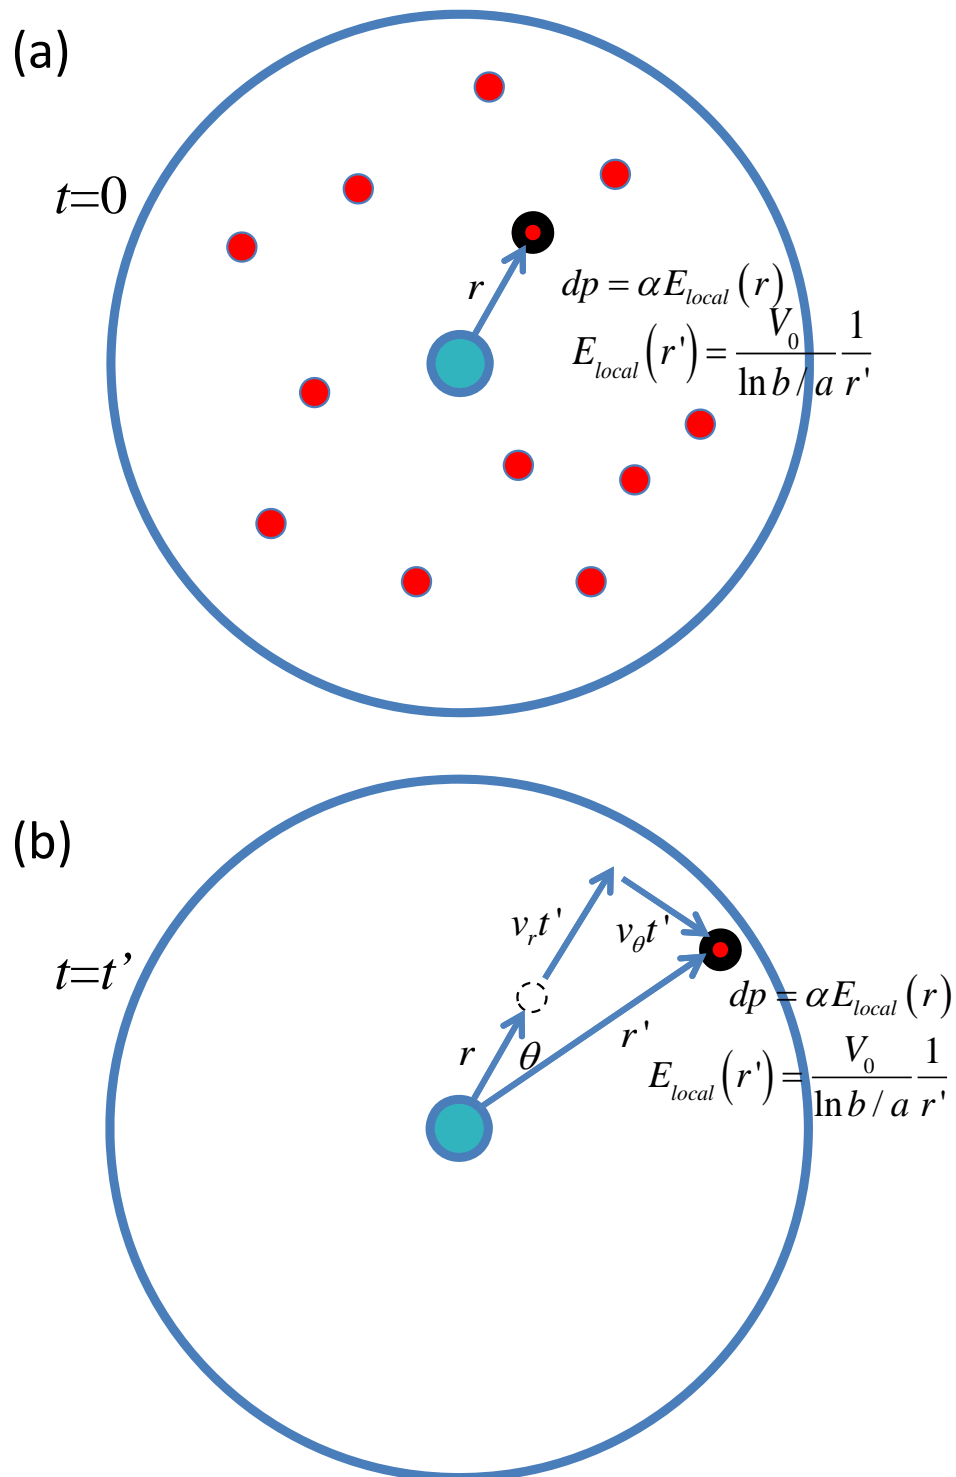 (a)
t=0
r
dp = αE_local(r)
E_local(r') = V_0/(ln b/a) 1/r'
(b)
v_r t'
v_θ t'
t=t’
dp = αE_local(r)
r
θ
r'
E_local(r') = V_0/(ln b/a) 1/r'